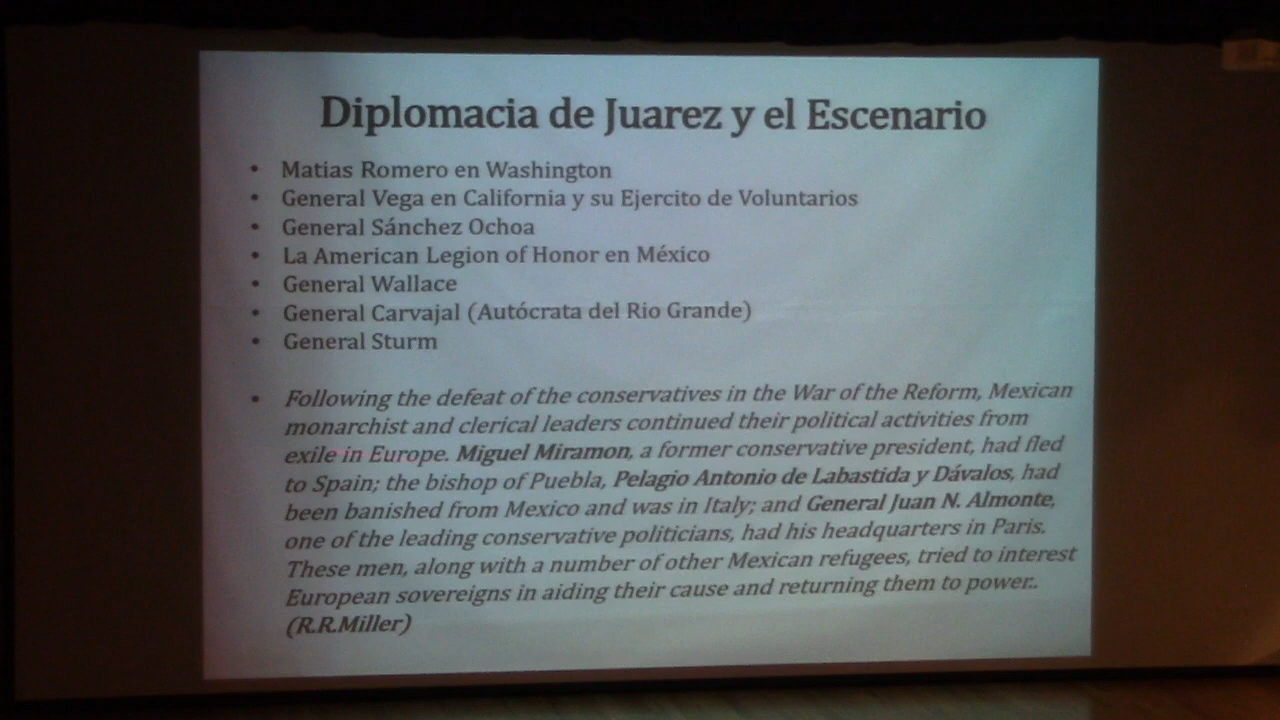 Diplomacia de Juarez y el Escenario
• Matias Romero en Washington
• General Vega en California y su Ejercito de Voluntarios
• General Sánchez Ochoa
• La American Legion of Honor en México
• General Wallace
• General Carvajal (Autócrata del Rio Grande)
• General Sturm
• Following the defeat of the conservatives in the War of the Reform, Mexican
monarchist and clerical leaders continued their political activities from
exile in Europe. Miguel Miramon, a former conservative president, had fled
to Spain; the bishop of Puebla, Pelagio Antonio de Labastida y Dávalos, had
been banished from Mexico and was in Italy; and General Juan N. Almonte,
one of the leading conservative politicians, had his headquarters in Paris.
These men, along with a number of other Mexican refugees, tried to interest
European sovereigns in aiding their cause and returning them to power..
(R.R.Miller)